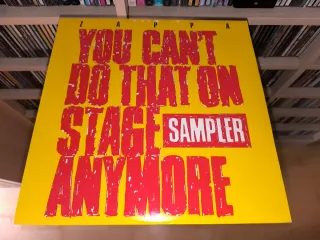 ZAPPA
YOU CAN'T
DO THAT ON
STAGE SAMPLER
ANYMORE